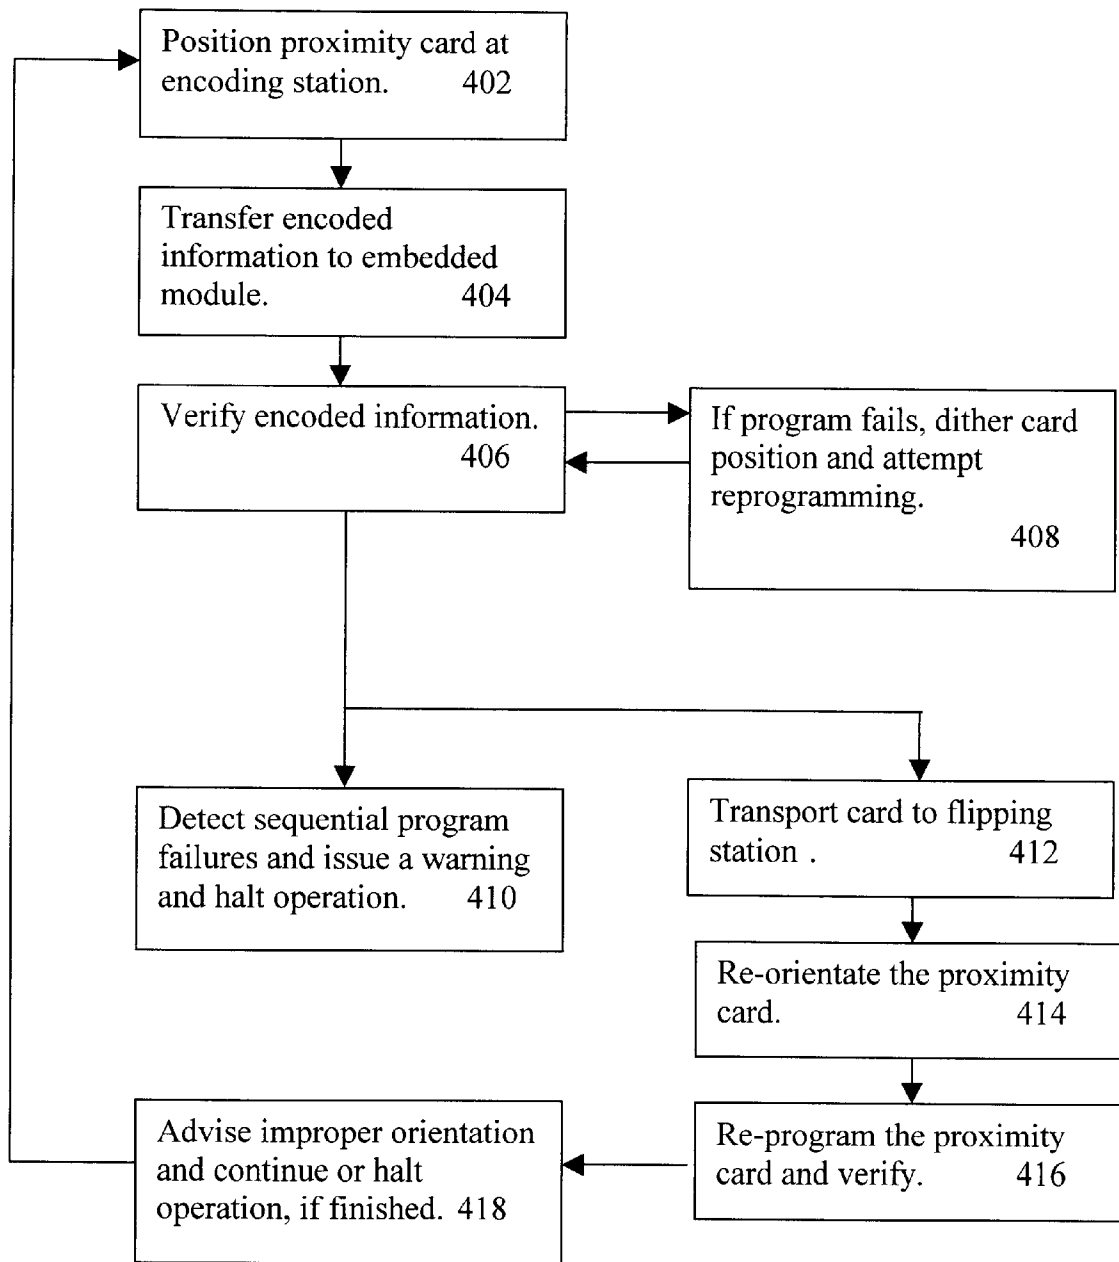 Position proximity card at
encoding station. 402
Transfer encoded
information to embedded
module. 404
Verify encoded information.
406
If program fails, dither card
position and attempt
reprogramming.
408
Detect sequential program
failures and issue a warning
and halt operation. 410
Transport card to flipping
station . 412
Re-orientate the proximity
card. 414
Re-program the proximity
card and verify. 416
Advise improper orientation
and continue or halt
operation, if finished. 418